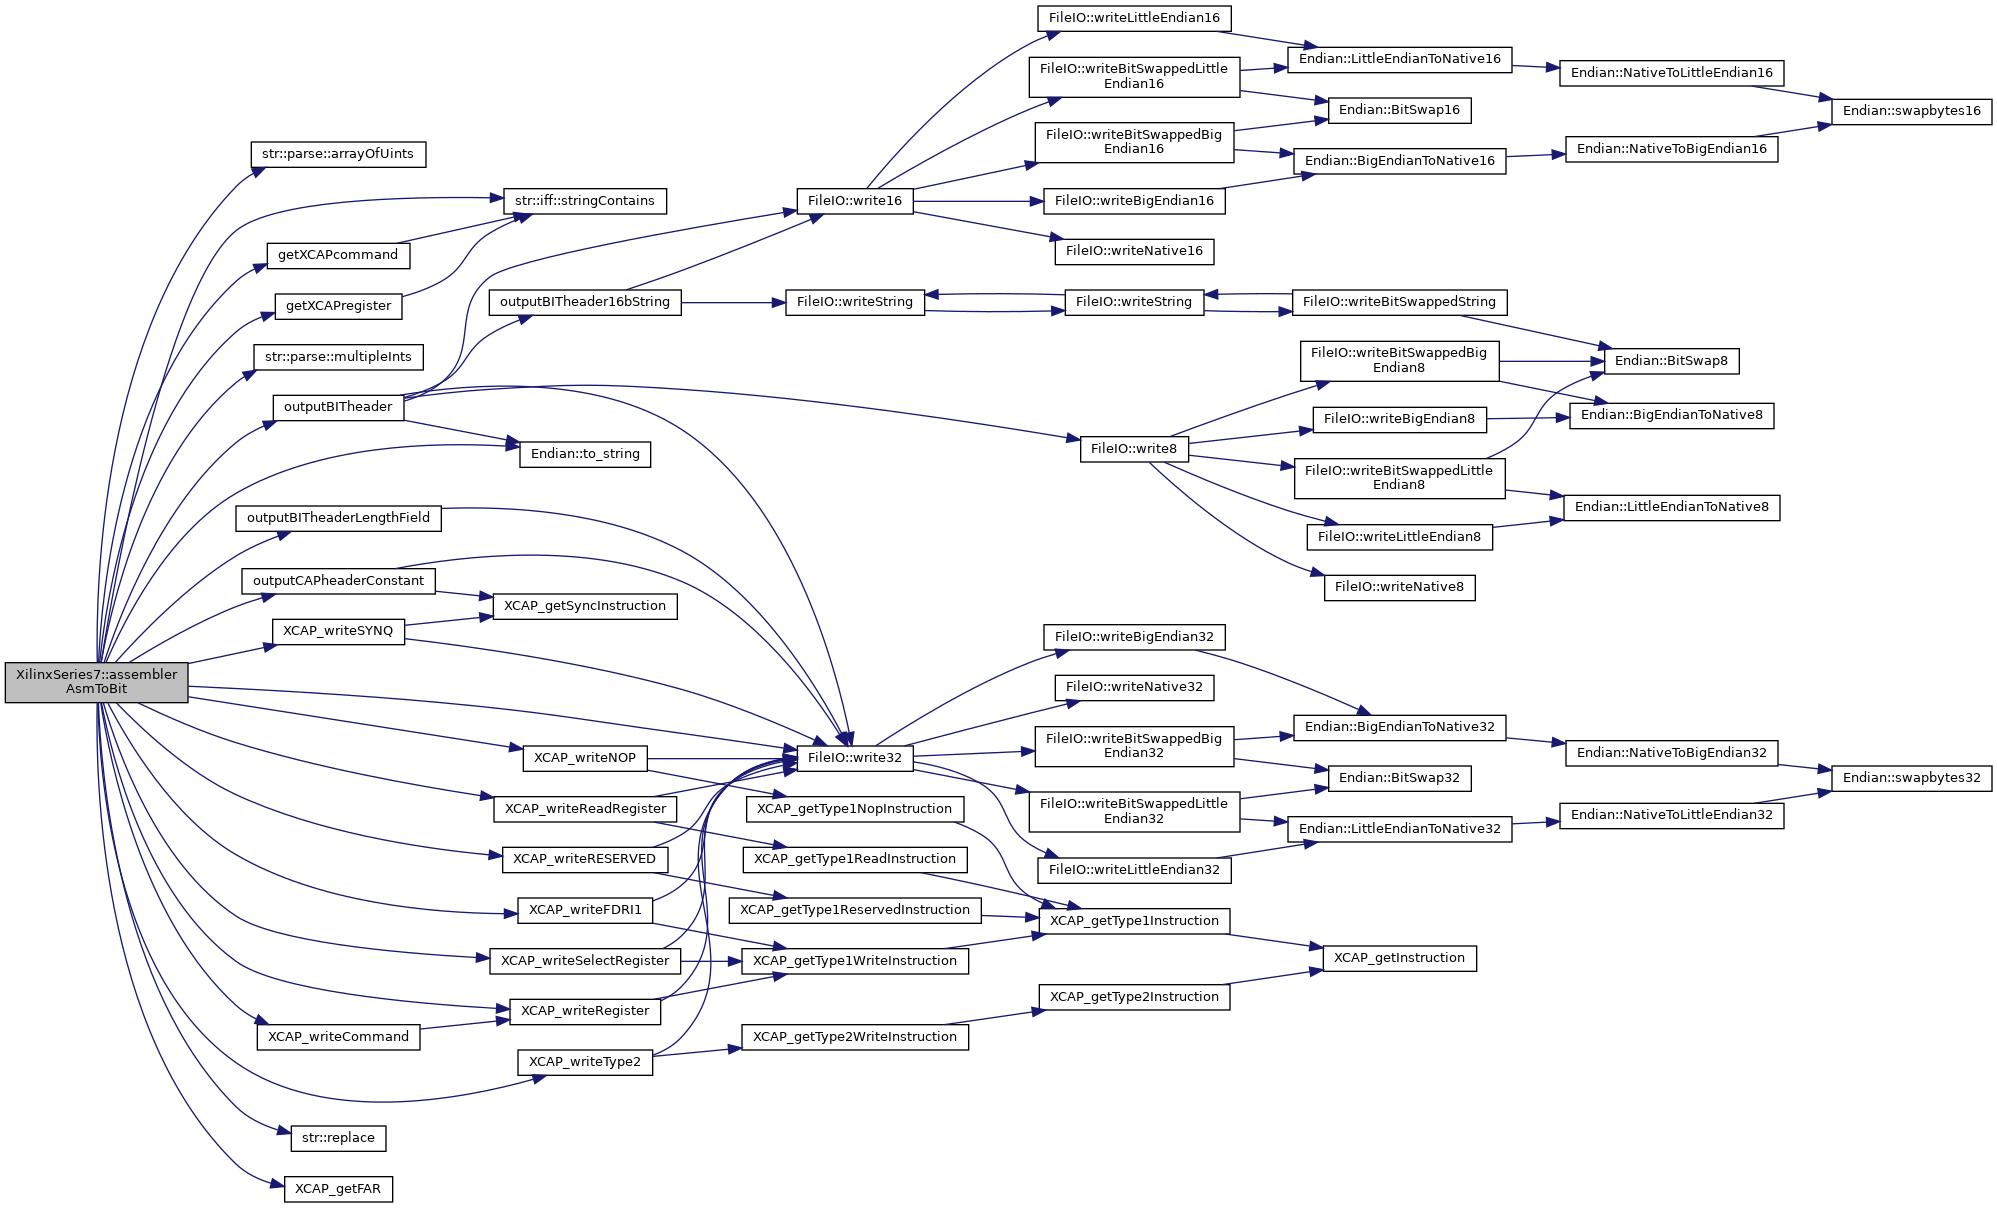 XilinxSeries7::assembler
AsmToBit
str::parse::arrayOfUints
str::iff::stringContains
getXCAPcommand
getXCAPregister
str::parse::multipleInts
outputBITheader
outputBITheader16bString
Endian::to_string
outputBITheaderLengthField
outputCAPheaderConstant
XCAP_getSyncInstruction
XCAP_writeSYNQ
XCAP_writeNOP
XCAP_writeReadRegister
XCAP_writeRESERVED
XCAP_writeFDRI1
XCAP_writeSelectRegister
XCAP_writeRegister
XCAP_writeCommand
XCAP_writeType2
str::replace
XCAP_getFAR
FileIO::write16
FileIO::writeString
FileIO::write32
XCAP_getType1NopInstruction
XCAP_getType1ReadInstruction
XCAP_getType1ReservedInstruction
XCAP_getType1WriteInstruction
XCAP_getType2WriteInstruction
FileIO::writeLittleEndian16
FileIO::writeBitSwappedLittle
Endian16
FileIO::writeBitSwappedBig
Endian16
FileIO::writeBigEndian16
FileIO::writeNative16
FileIO::writeString
FileIO::write8
FileIO::writeBigEndian32
FileIO::writeNative32
FileIO::writeBitSwappedBig
Endian32
FileIO::writeBitSwappedLittle
Endian32
FileIO::writeLittleEndian32
XCAP_getType1Instruction
XCAP_getType2Instruction
Endian::LittleEndianToNative16
Endian::BitSwap16
Endian::BigEndianToNative16
FileIO::writeBitSwappedString
FileIO::writeBitSwappedBig
Endian8
FileIO::writeBigEndian8
FileIO::writeBitSwappedLittle
Endian8
FileIO::writeLittleEndian8
FileIO::writeNative8
Endian::BigEndianToNative32
Endian::BitSwap32
Endian::LittleEndianToNative32
XCAP_getInstruction
Endian::NativeToLittleEndian16
Endian::NativeToBigEndian16
Endian::BitSwap8
Endian::BigEndianToNative8
Endian::LittleEndianToNative8
Endian::NativeToBigEndian32
Endian::NativeToLittleEndian32
Endian::swapbytes16
Endian::swapbytes32